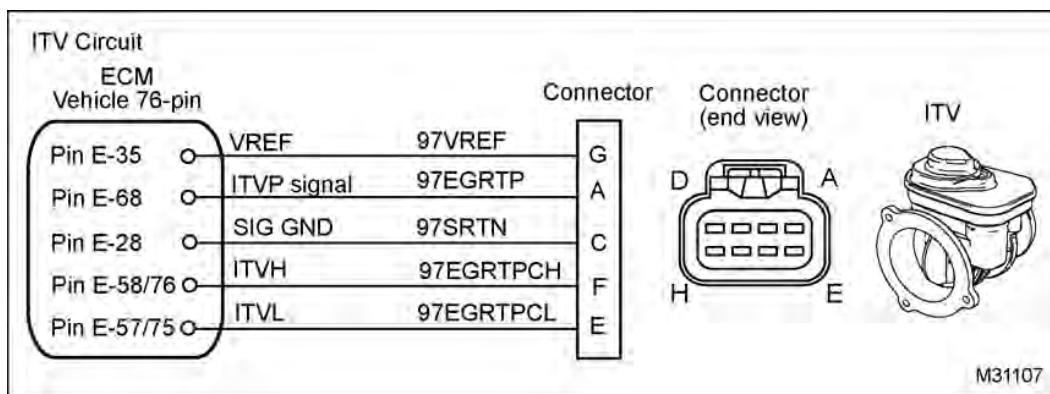 ITV Circuit
ECM
Vehicle 76-pin
Connector
Connector
(end view)
ITV
Pin E-35 VREF 97VREF G
Pin E-68 ITVP signal 97EGRTP A
Pin E-28 SIG GND 97SRTN C
Pin E-58/76 ITVH 97EGRTPCH F
Pin E-57/75 ITVL 97EGRTPCL E
D A
H E
M31107